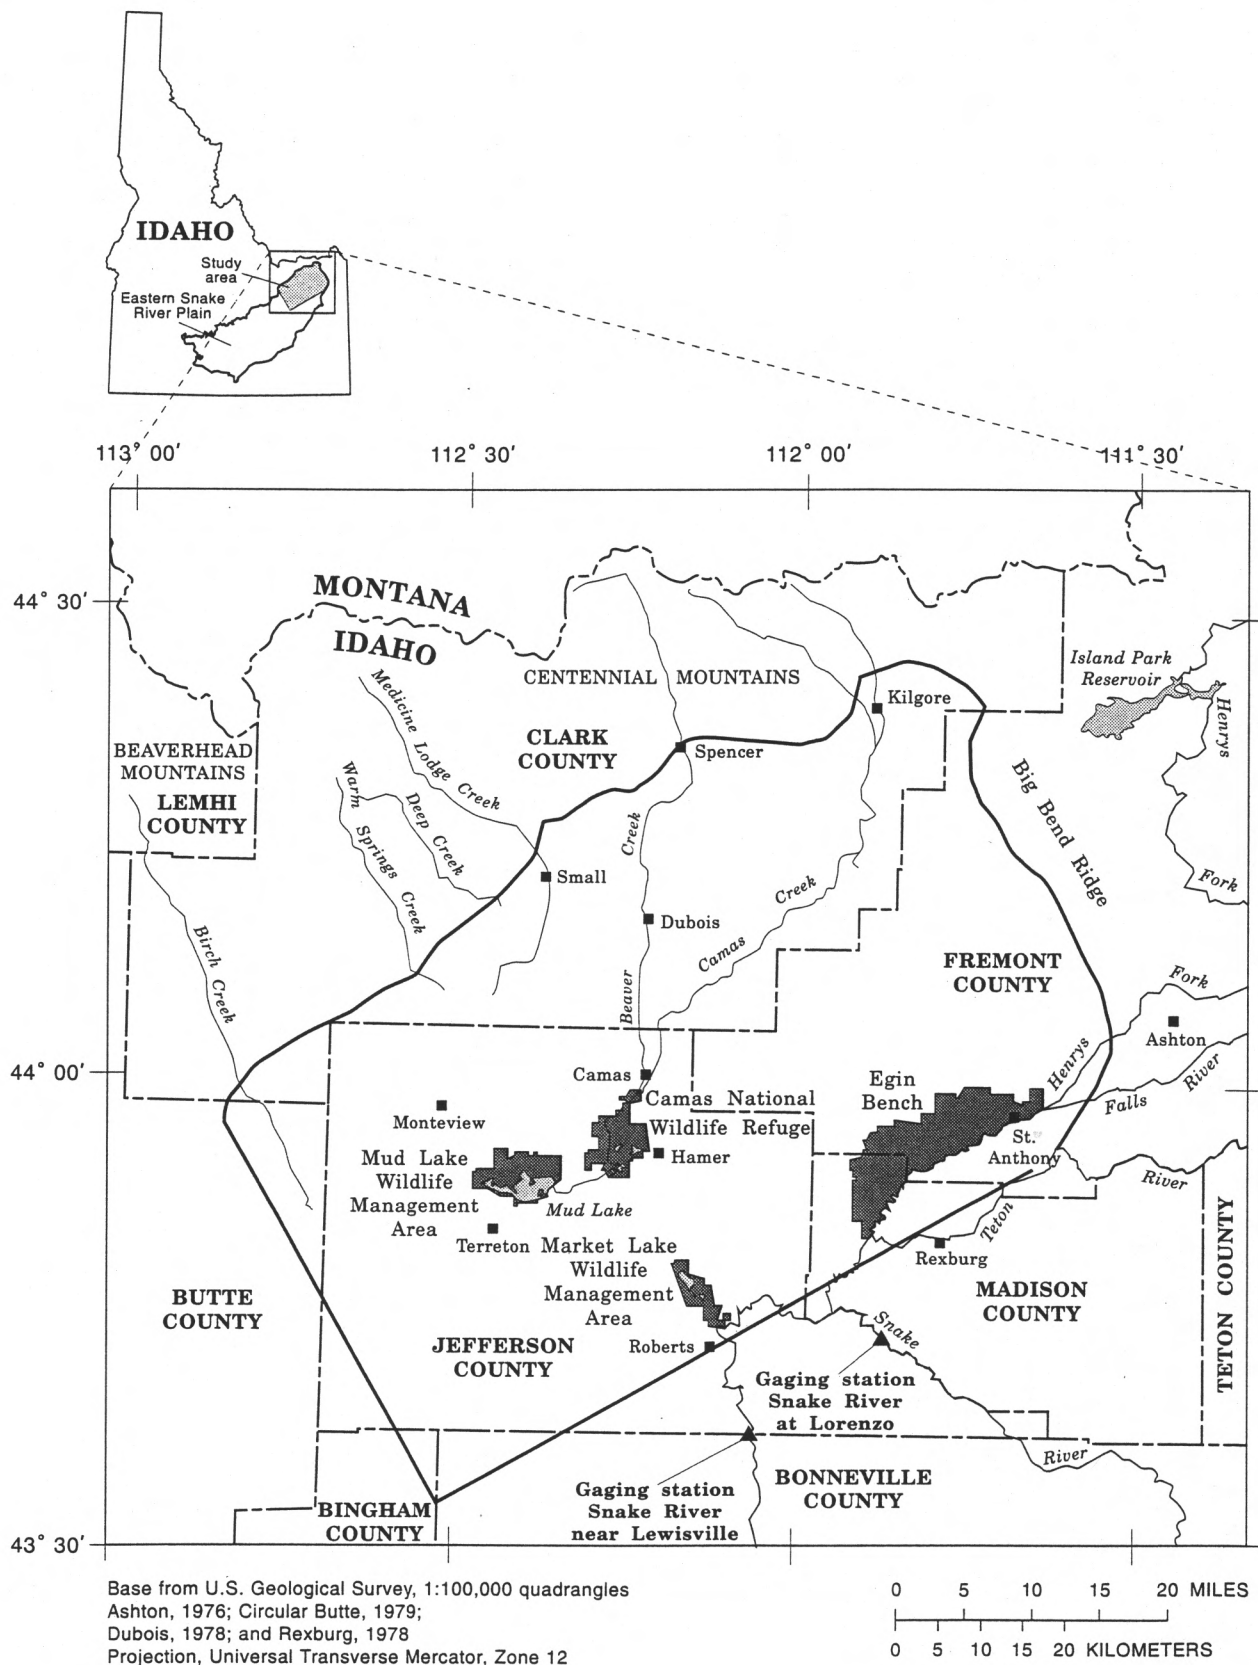 IDAHO
Study
area
Eastern Snake
River Plain
113° 00′
112° 30′
112° 00′
111° 30′
44° 30′
MONTANA
IDAHO
Island Park
Reservoir
Medicine Lodge Creek
CENTENNIAL MOUNTAINS
Kilgore
Henrys
CLARK
COUNTY
Spencer
BEAVERHEAD
MOUNTAINS
LEMHI
COUNTY
Warm Springs Creek
Deep Creek
Creek
Big Bend Ridge
Small
Creek
Fork
Dubois
Camas
Birch Creek
Beaver
FREMONT
COUNTY
Fork
Ashton
44° 00′
Camas
Henrys
River
Egin
Bench
Falls
Camas National
Wildlife Refuge
Monteview
St.
Anthony
Hamer
Mud Lake
Wildlife
Management
Area
River
Mud Lake
Teton
Terreton
Market Lake
Wildlife
Management
Area
Rexburg
BUTTE
COUNTY
MADISON
COUNTY
TETON COUNTY
Snake
JEFFERSON
COUNTY
Roberts
Gaging station
Snake River
at Lorenzo
River
Gaging station
Snake River
near Lewisville
BONNEVILLE
COUNTY
BINGHAM
COUNTY
43° 30′
Base from U.S. Geological Survey, 1:100,000 quadrangles
Ashton, 1976; Circular Butte, 1979;
Dubois, 1978; and Rexburg, 1978
Projection, Universal Transverse Mercator, Zone 12
0 5 10 15 20 MILES
0 5 10 15 20 KILOMETERS